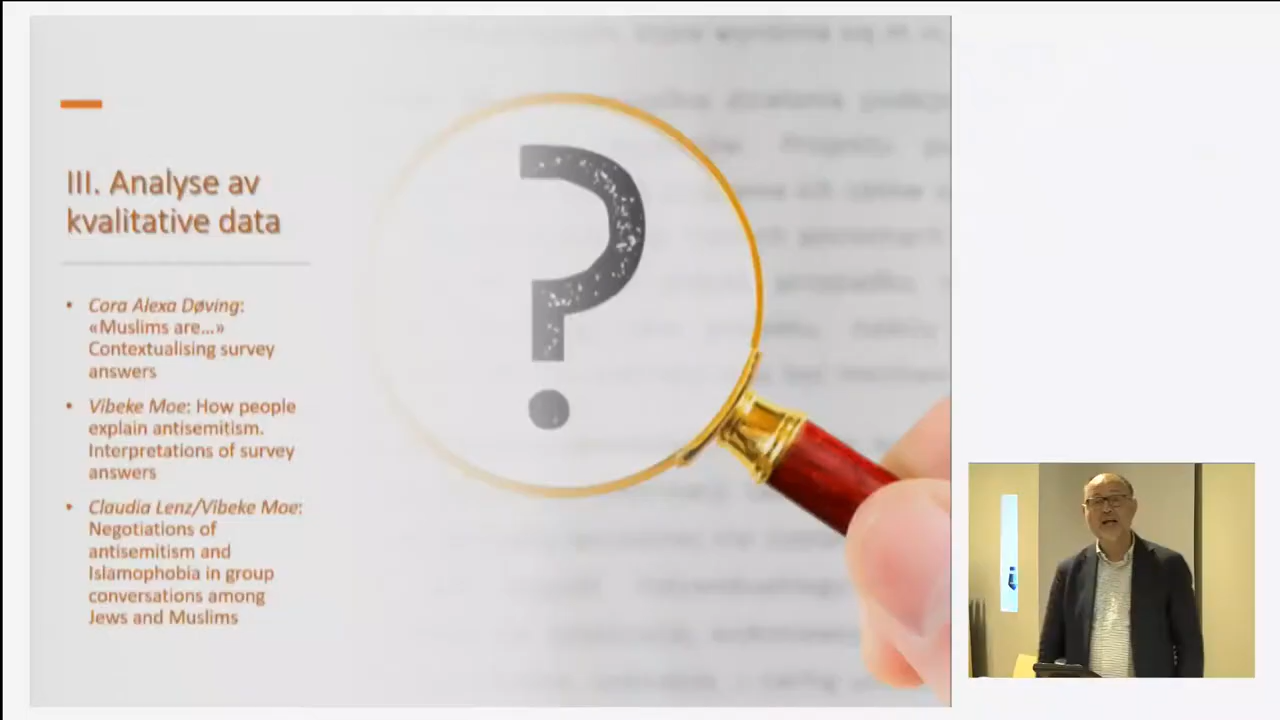 III. Analyse av
kvalitative data
• Cora Alexa Døving:
«Muslims are...»
Contextualising survey
answers
• Vibeke Moe: How people
explain antisemitism.
Interpretations of survey
answers
• Claudia Lenz/Vibeke Moe:
Negotiations of
antisemitism and
Islamophobia in group
conversations among
Jews and Muslims
?